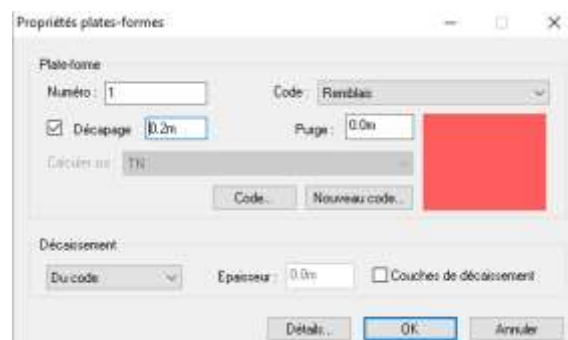 Propriétés plates-formes
Plate-forme
Numéro : 1 Code Remblais
Décapage 0.2m Purge : 0.0m
Calculer sur : TN
Code... Nouveau code...
Décaissement
Du code Epaisseur : 0.0m Couches de décaissement
Détails... OK Annuler